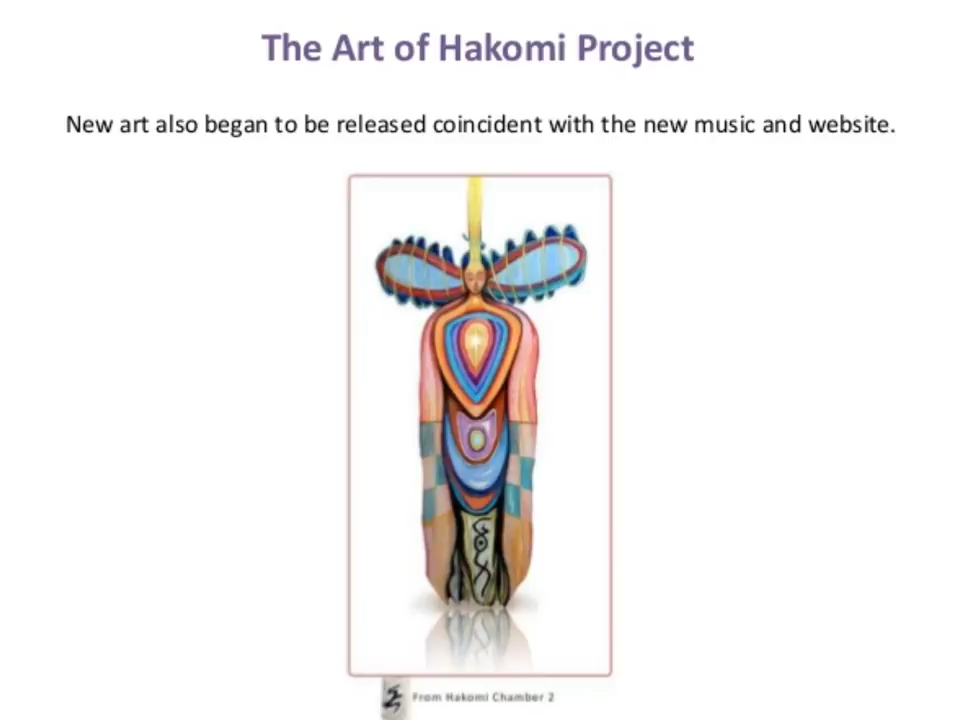 The Art of Hakomi Project
New art also began to be released coincident with the new music and website.
From Hakomi Chamber 2